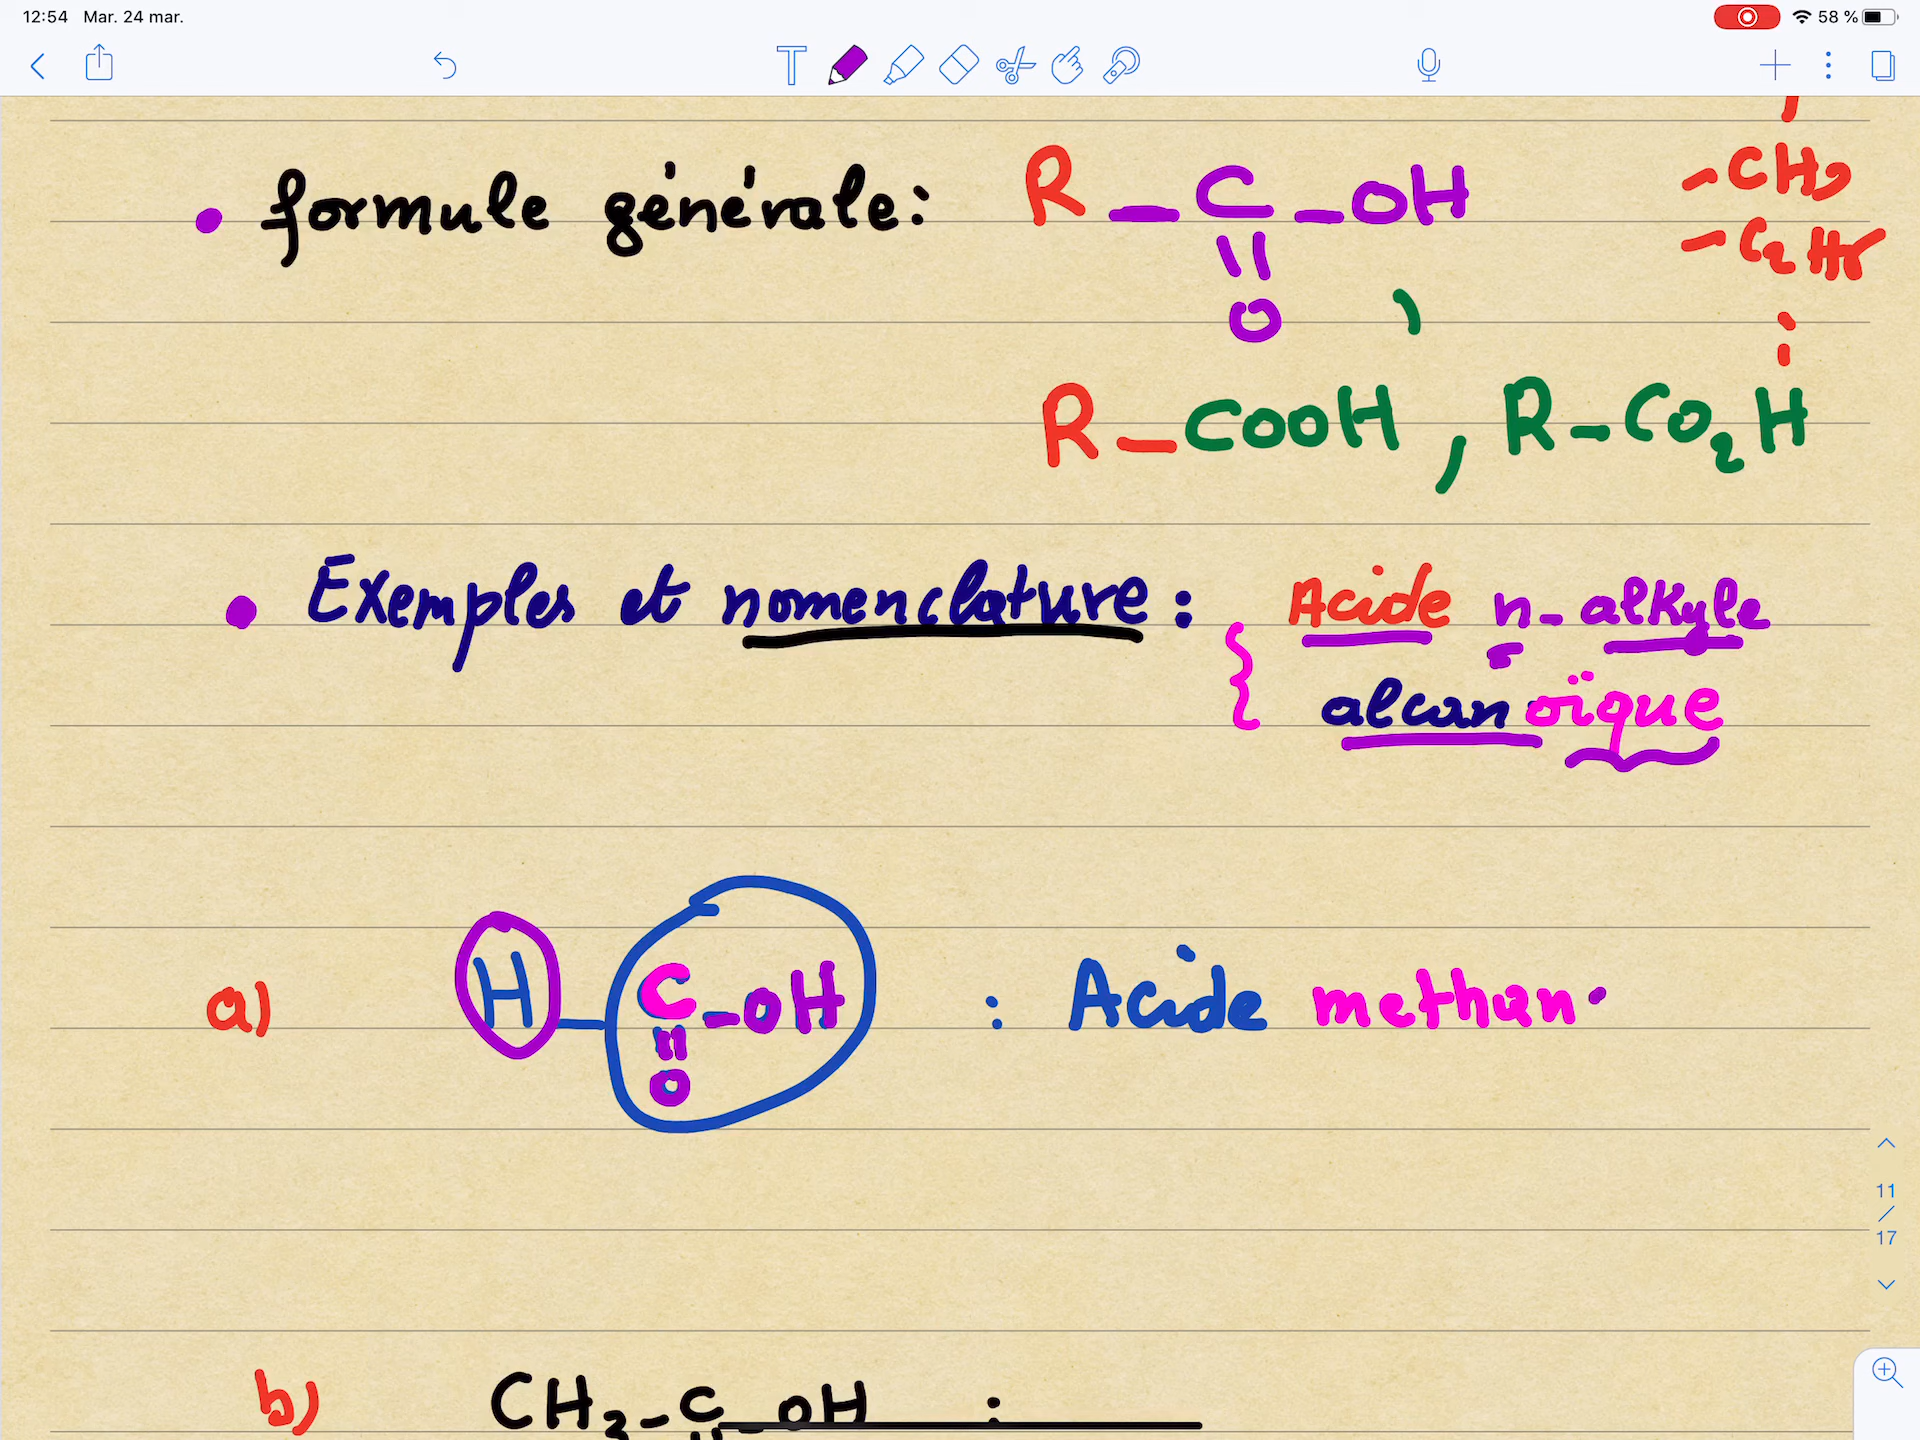 12:54 Mar. 24 mar. 58 %
T
• formule générale: R – C – OH
||
O ,
– CH3
– C2H5
R – COOH , R – CO2H
• Exemples et nomenclature : Acide n- alkyle
{ alcanoïque
a) H – C – OH : Acide methan
||
O
11
/
17
b) CH3 – C – OH :